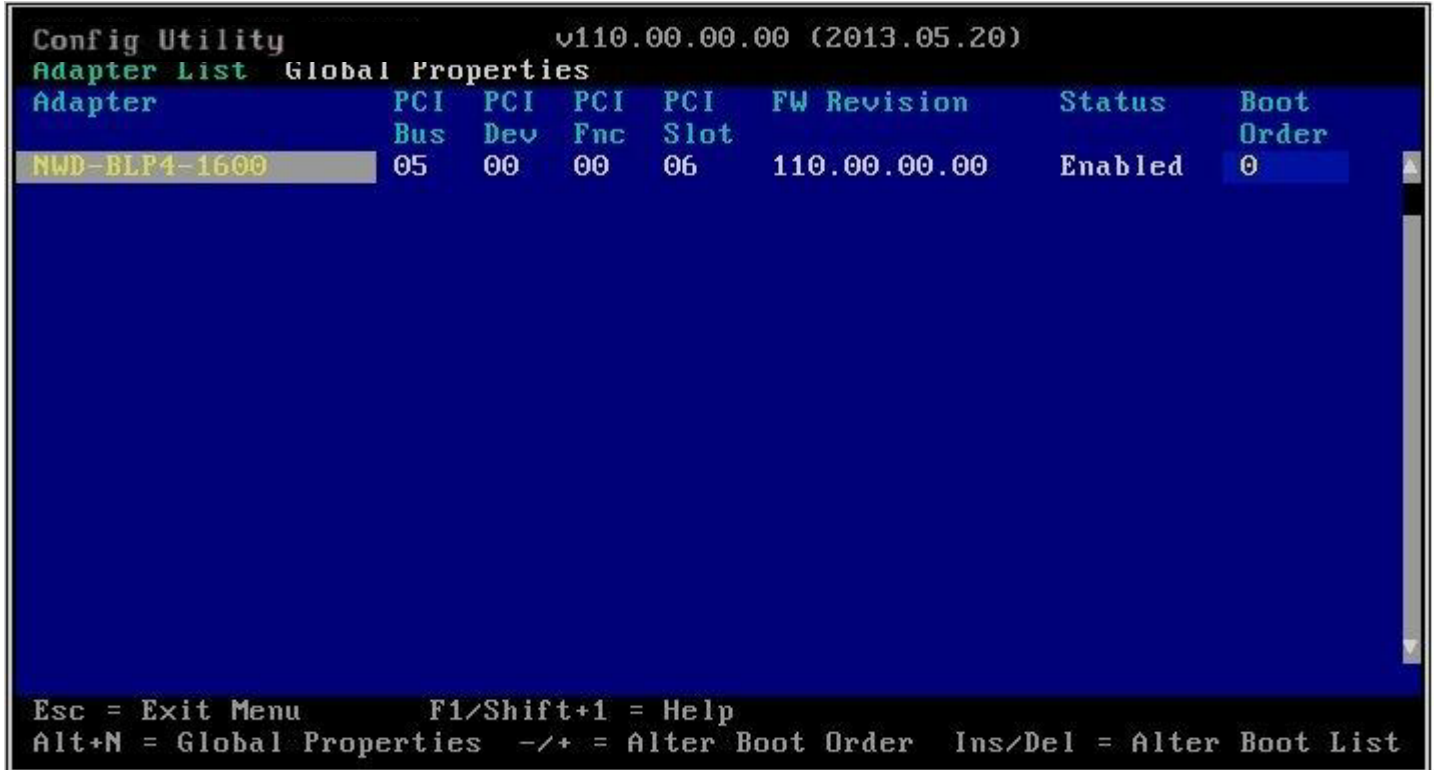 Config Utility v110.00.00.00 (2013.05.20)
Adapter List Global Properties
Adapter PCI PCI PCI PCI FW Revision Status Boot
Bus Dev Fnc Slot Order
NWD-BLP4-1600 05 00 00 06 110.00.00.00 Enabled 0
Esc = Exit Menu F1/Shift+1 = Help
Alt+N = Global Properties -/+ = Alter Boot Order Ins/Del = Alter Boot List